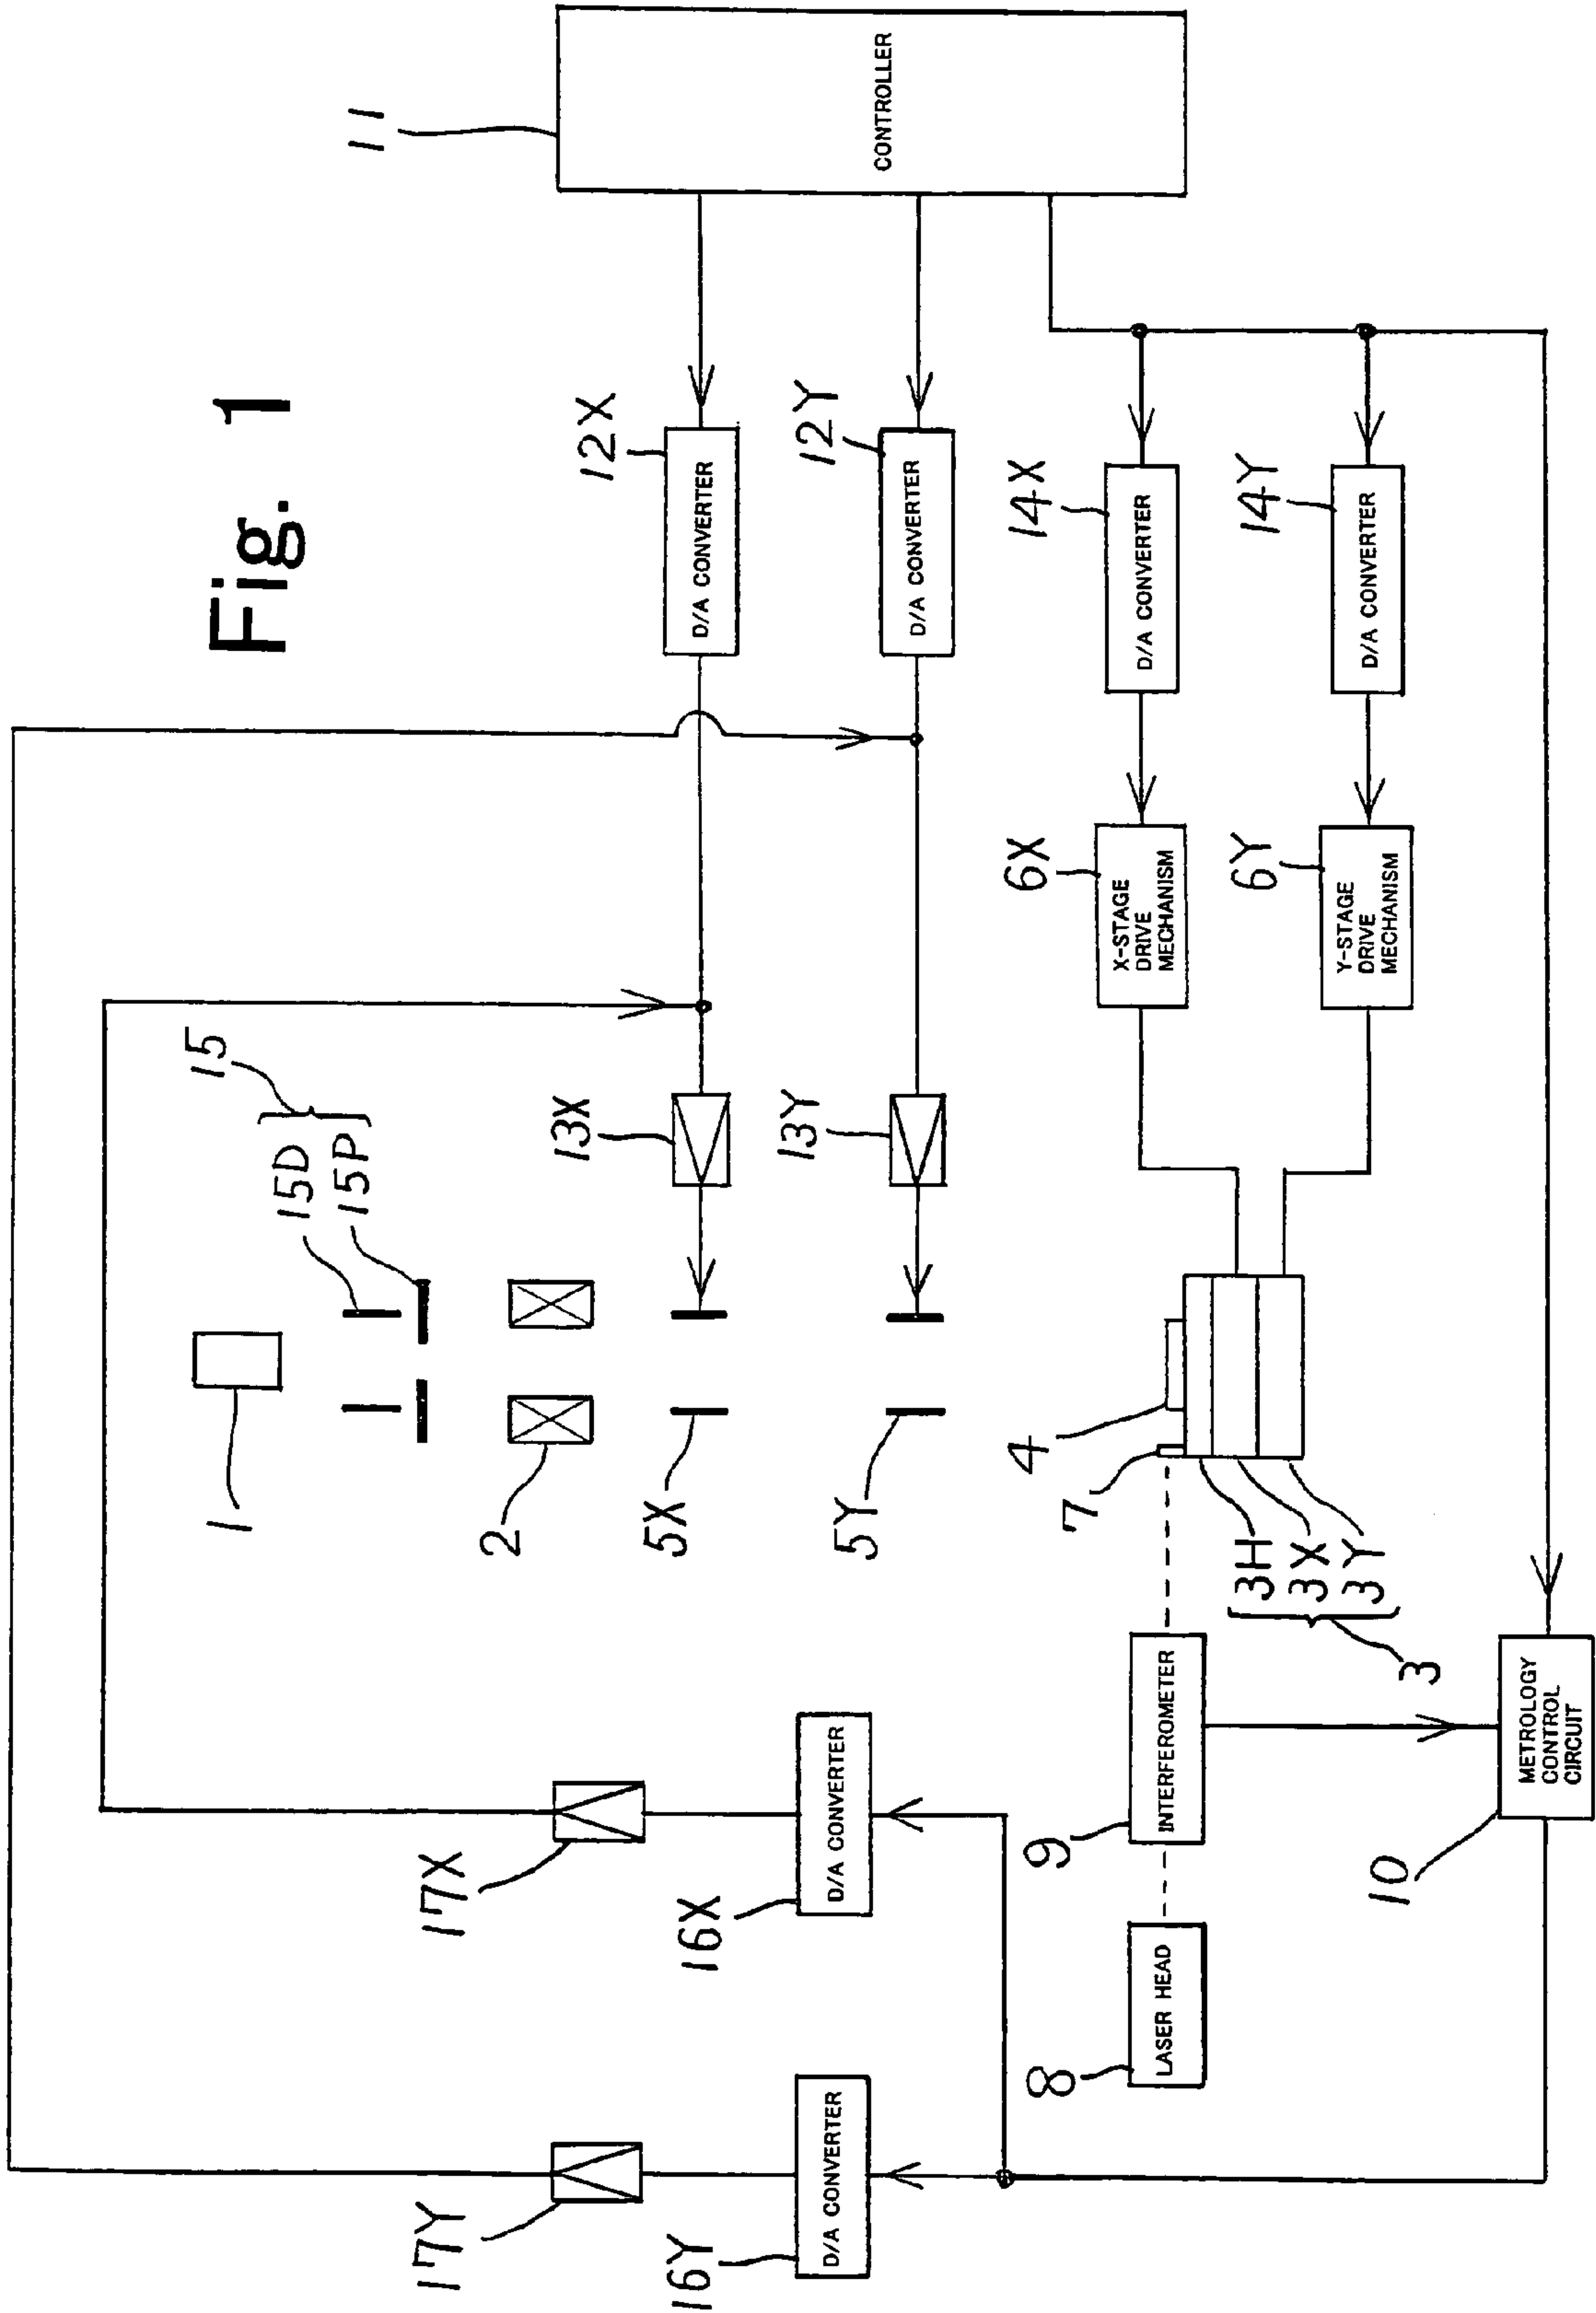 Fig. 1
17Y
17X
1
15
15D
15P
2
11
CONTROLLER
5X
13X
12X
D/A CONVERTER
5Y
13Y
12Y
D/A CONVERTER
16Y
D/A CONVERTER
16X
D/A CONVERTER
8
LASER HEAD
9
INTERFEROMETER
7
4
6X
X-STAGE
DRIVE
MECHANISM
14X
D/A CONVERTER
3H
3X
3Y
3
6Y
Y-STAGE
DRIVE
MECHANISM
14Y
D/A CONVERTER
10
METROLOGY
CONTROL
CIRCUIT